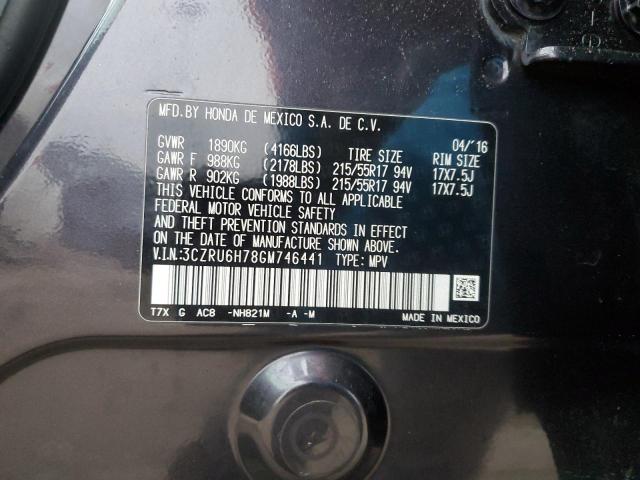 MFD.BY HONDA DE MEXICO S.A. DE C.V.
04/'16
GVWR 1890KG (4166LBS) TIRE SIZE RIM SIZE
GAWR F 988KG (2178LBS) 215/55R17 94V 17X7.5J
GAWR R 902KG (1988LBS) 215/55R17 94V 17X7.5J
THIS VEHICLE CONFORMS TO ALL APPLICABLE
FEDERAL MOTOR VEHICLE SAFETY
AND THEFT PREVENTION STANDARDS IN EFFECT
ON THE DATE OF MANUFACTURE SHOWN ABOVE.
V.I.N.:3CZRU6H78GM746441 TYPE: MPV
T7X G AC8 -NH821M -A -M MADE IN MEXICO